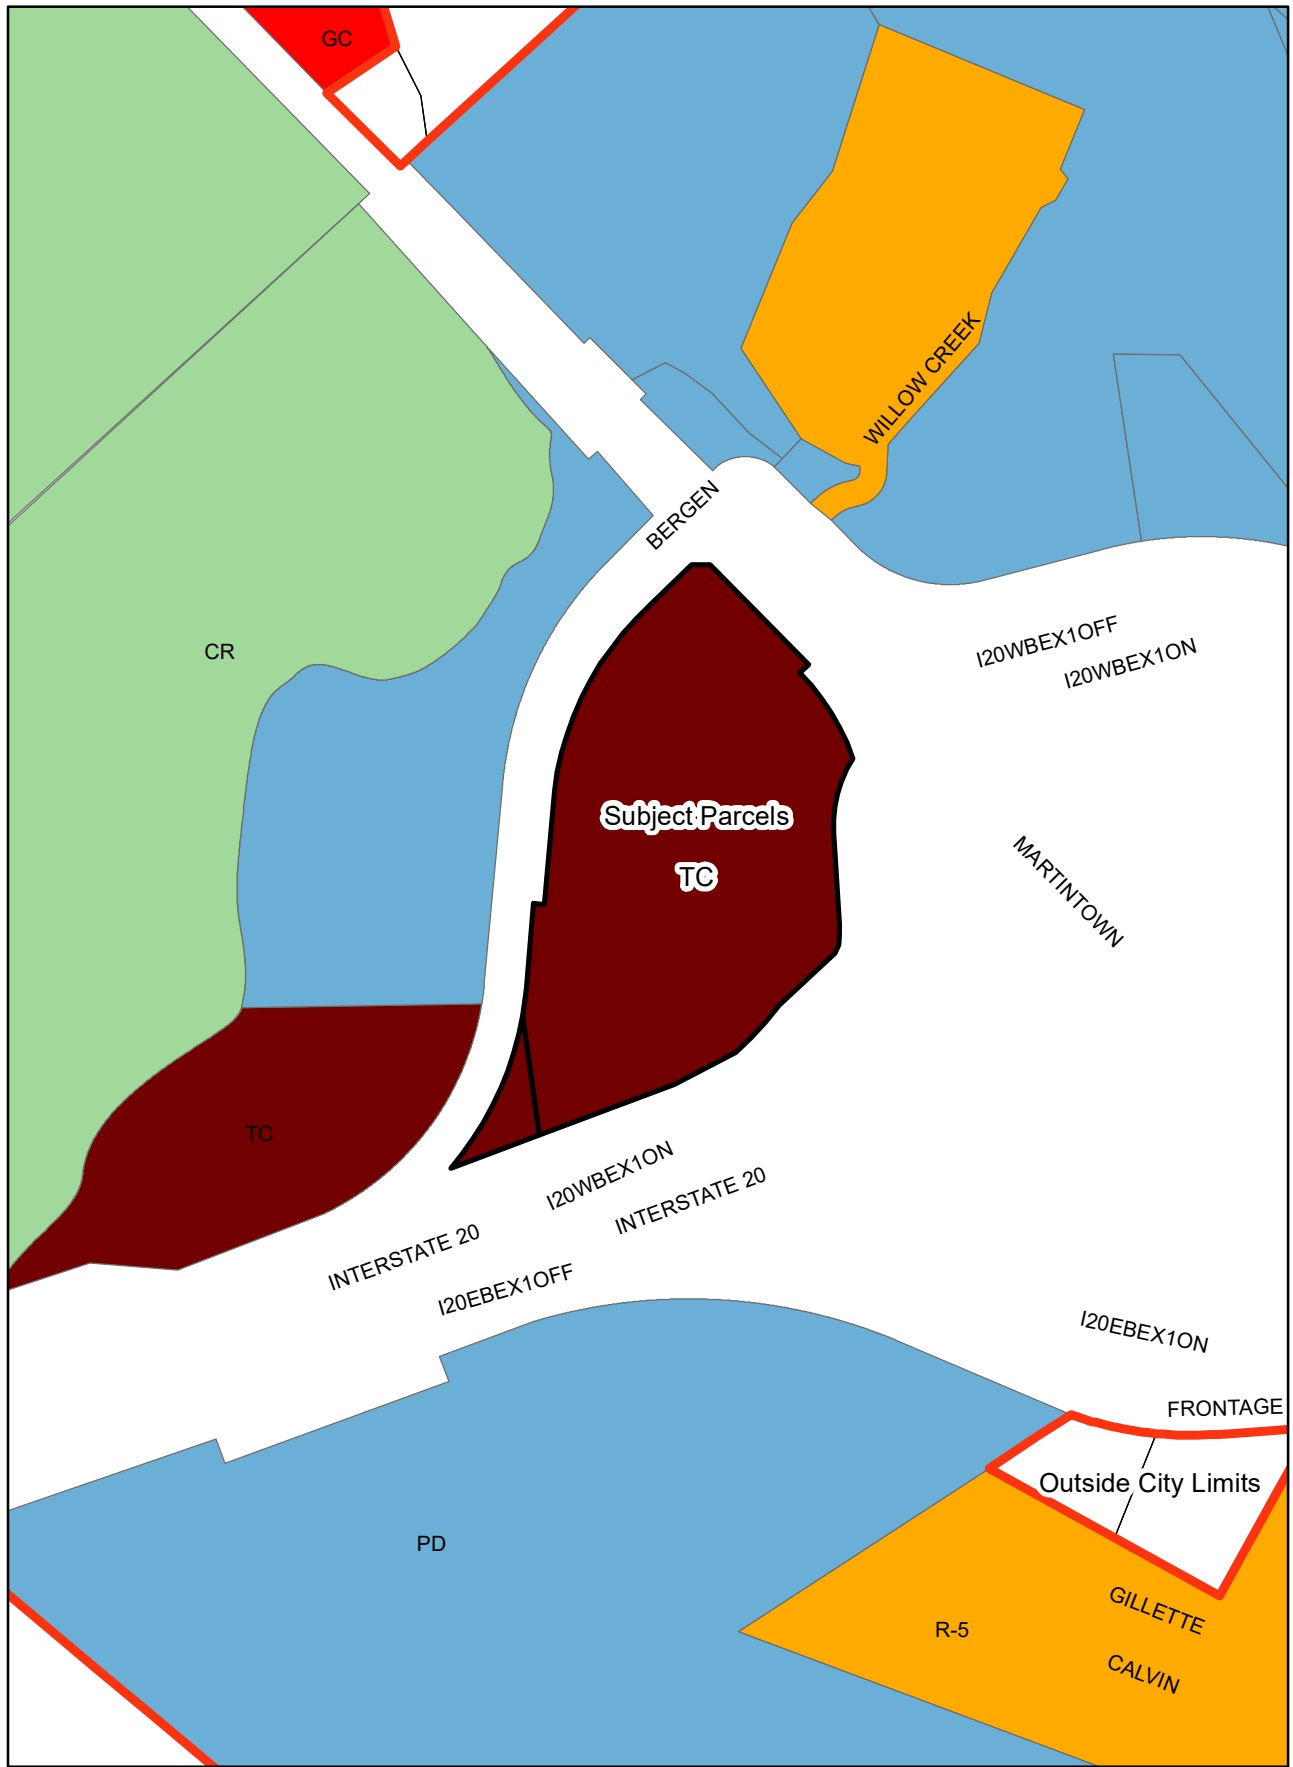 GC
WILLOW CREEK
BERGEN
I20WBEX1OFF
CR
I20WBEX1ON
Subject Parcels
TC
MARTINTOWN
TC
I20WBEX1ON
INTERSTATE 20
INTERSTATE 20
I20EBEX1OFF
I20EBEX1ON
FRONTAGE
Outside City Limits
PD
GILLETTE
R-5
CALVIN